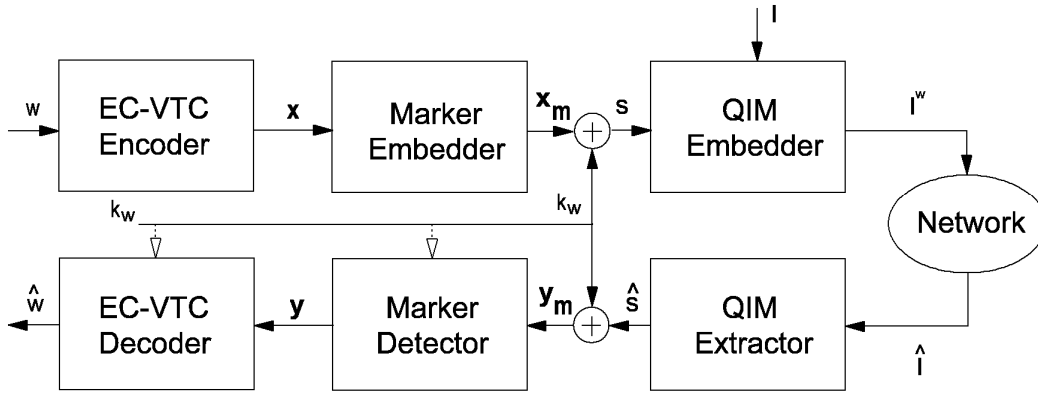 I
w
EC-VTC
Encoder
x
Marker
Embedder
x_m
+
s
QIM
Embedder
I^w
k_w
k_w
Network
ŵ
EC-VTC
Decoder
y
Marker
Detector
y_m
+
ŝ
QIM
Extractor
Î